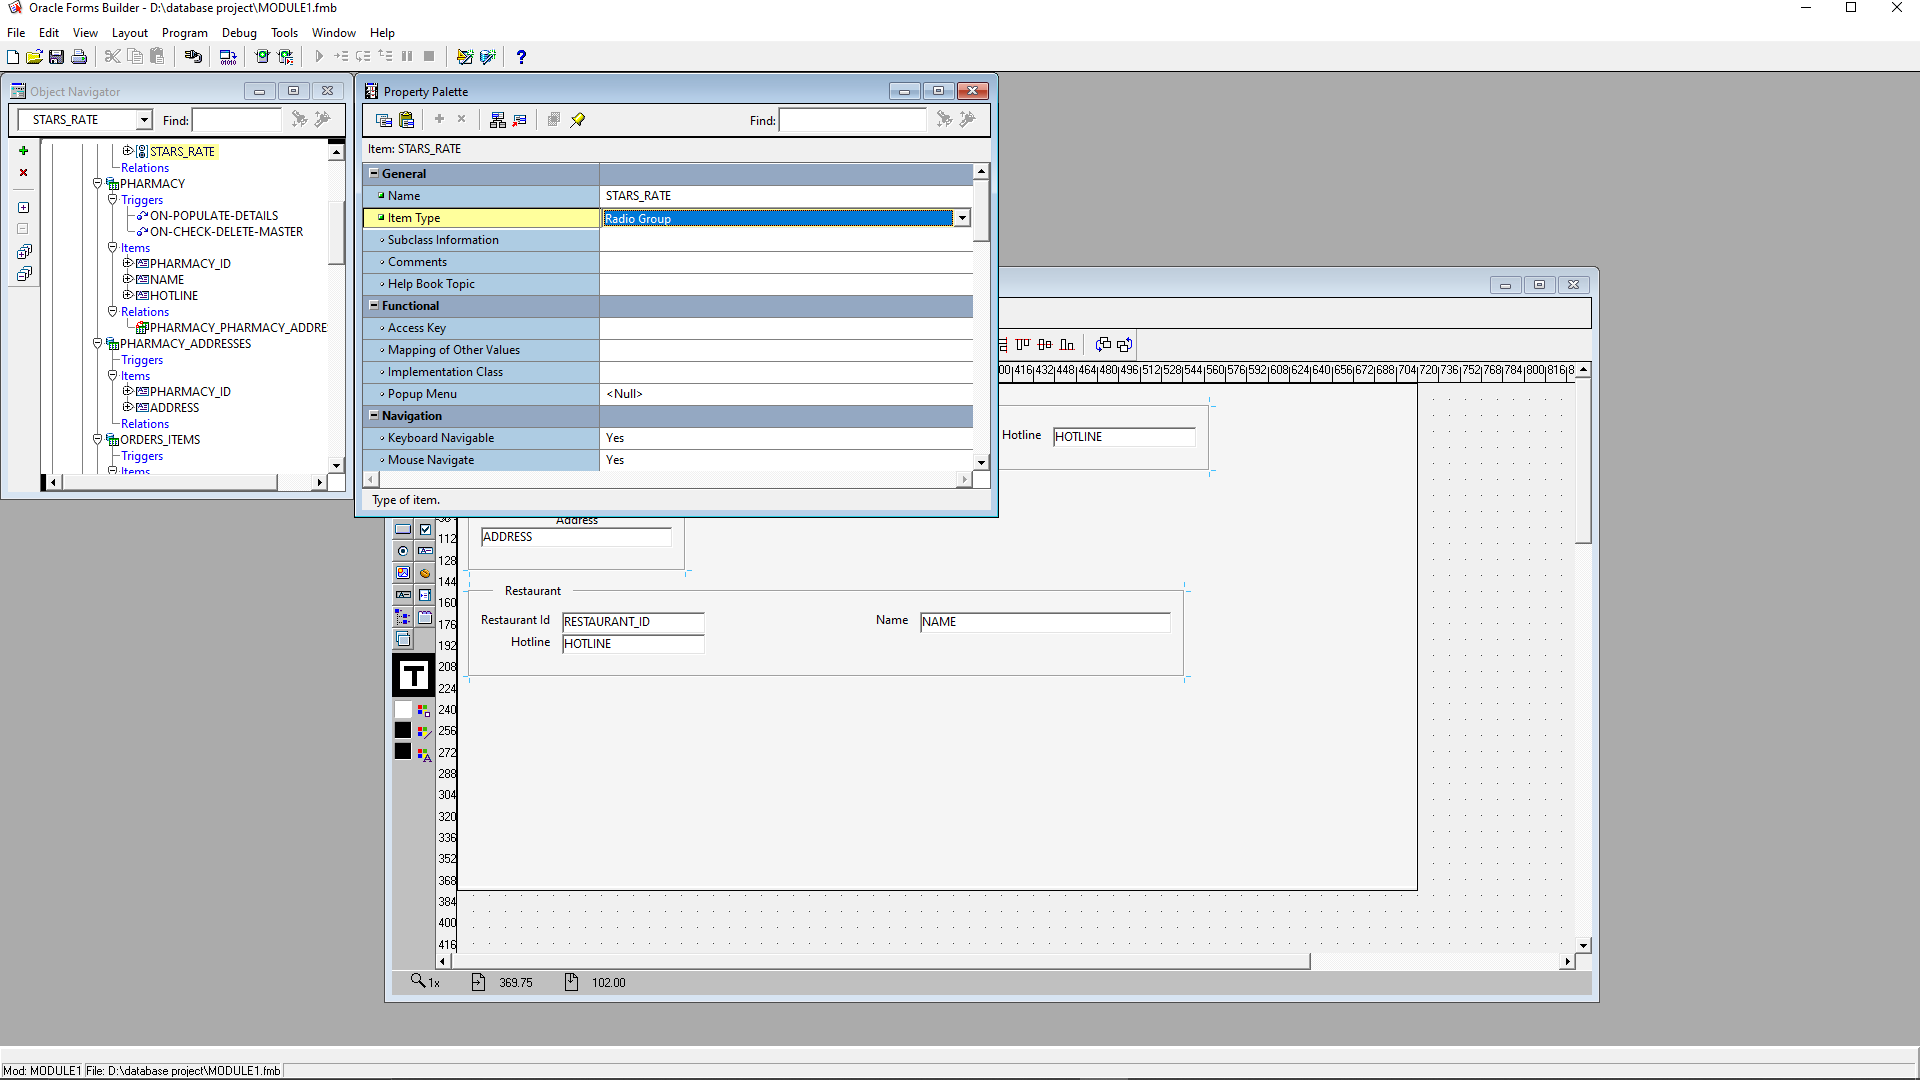 Oracle Forms Builder - D:\database project\MODULE1.fmb
File Edit View Layout Program Debug Tools Window Help
Object Navigator
STARS_RATE Find:
STARS_RATE
Relations
PHARMACY
Triggers
ON-POPULATE-DETAILS
ON-CHECK-DELETE-MASTER
Items
PHARMACY_ID
NAME
HOTLINE
Relations
PHARMACY_PHARMACY_ADDRE
PHARMACY_ADDRESSES
Triggers
Items
PHARMACY_ID
ADDRESS
Relations
ORDERS_ITEMS
Triggers
Items
Property Palette
Find:
Item: STARS_RATE
General
Name STARS_RATE
Item Type Radio Group
Subclass Information
Comments
Help Book Topic
Functional
Access Key
Mapping of Other Values
Implementation Class
Popup Menu <Null>
Navigation
Keyboard Navigable Yes
Mouse Navigate Yes
Type of item.
416 432 448 464 480 496 512 528 544 560 576 592 608 624 640 656 672 688 704 720 736 752 768 784 800 816
Hotline HOTLINE
Address
ADDRESS
Restaurant
Restaurant Id RESTAURANT_ID Name NAME
Hotline HOTLINE
112
128
144
160
176
192
208
224
240
256
272
288
304
320
336
352
368
384
400
416
T
1x 369.75 102.00
Mod: MODULE1 File: D:\database project\MODULE1.fmb